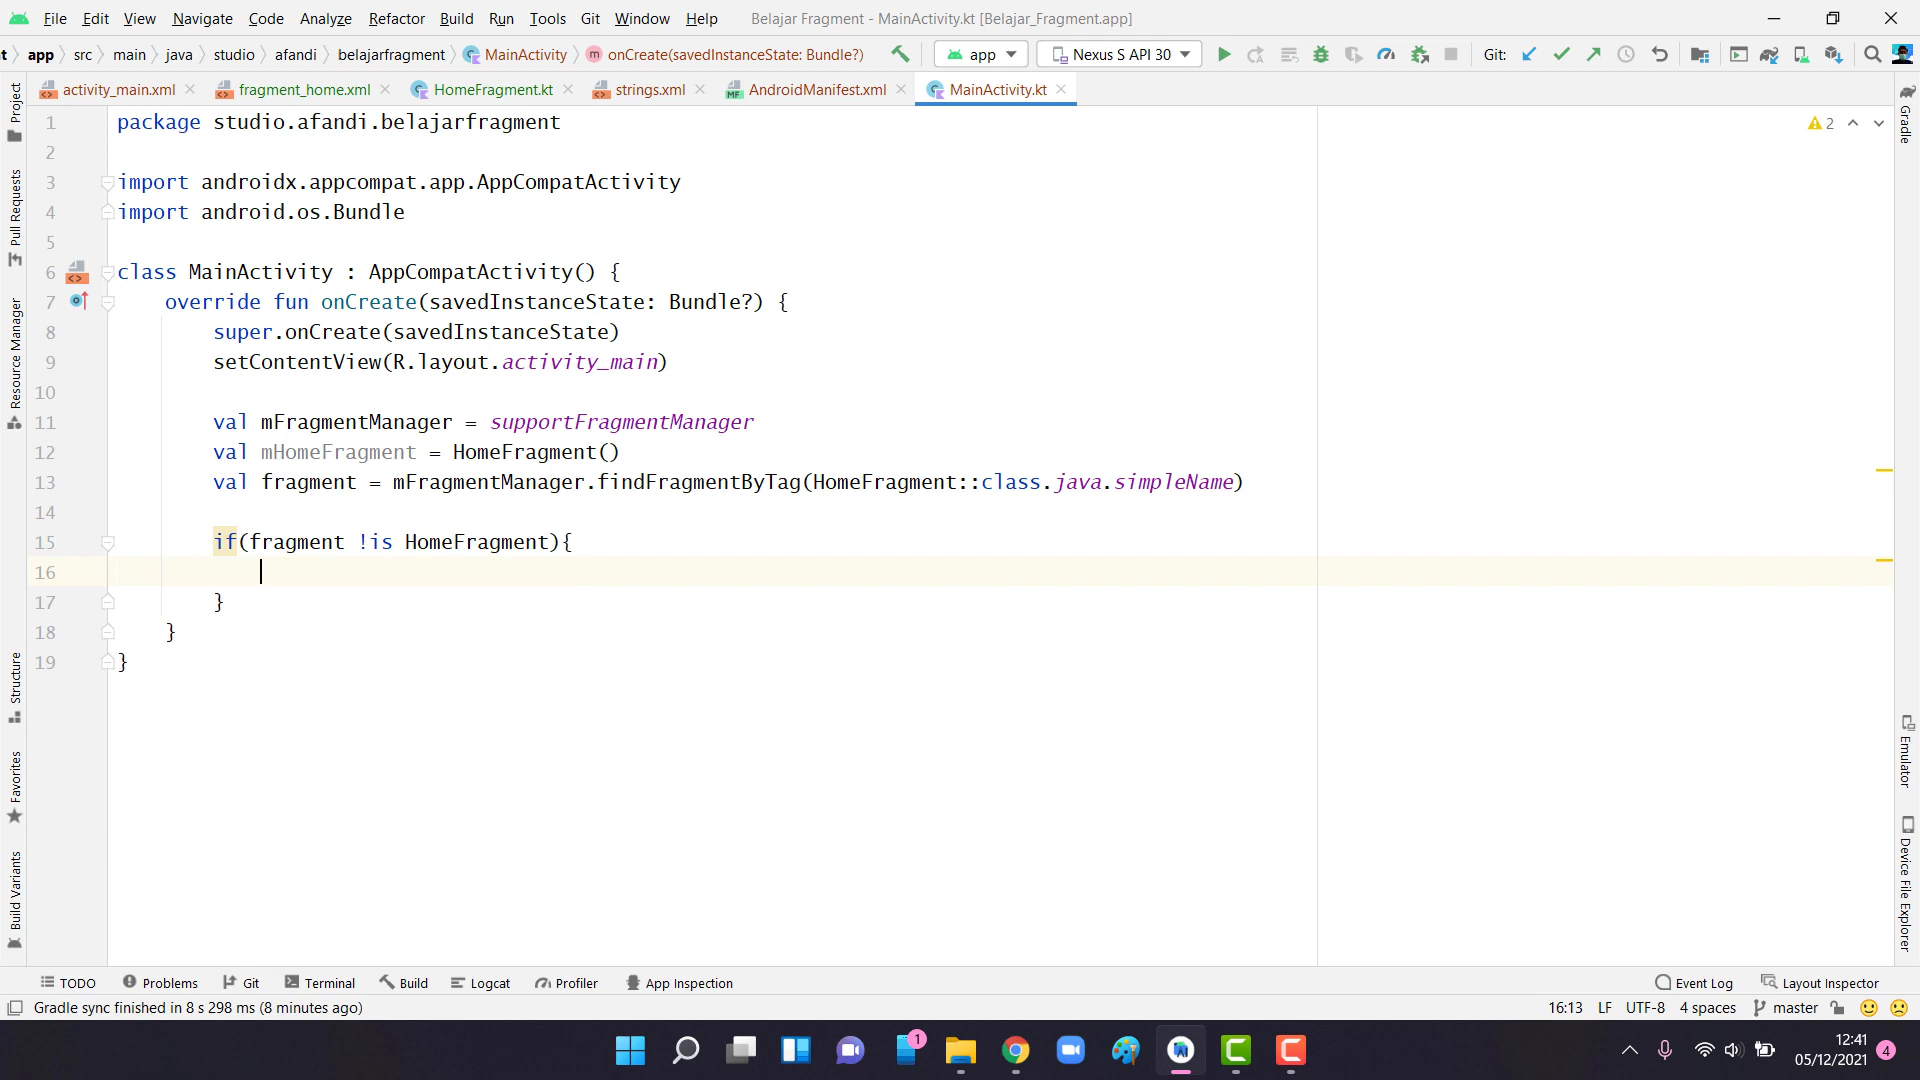 File Edit View Navigate Code Analyze Refactor Build Run Tools Git Window Help Belajar Fragment - MainActivity.kt [Belajar_Fragment.app]
t app src main java studio afandi belajarfragment MainActivity onCreate(savedInstanceState: Bundle?) app Nexus S API 30 Git:
activity_main.xml fragment_home.xml HomeFragment.kt strings.xml AndroidManifest.xml MainActivity.kt
1 package studio.afandi.belajarfragment
2
3 import androidx.appcompat.app.AppCompatActivity
4 import android.os.Bundle
5
6 class MainActivity : AppCompatActivity() {
7 override fun onCreate(savedInstanceState: Bundle?) {
8 super.onCreate(savedInstanceState)
9 setContentView(R.layout.activity_main)
10
11 val mFragmentManager = supportFragmentManager
12 val mHomeFragment = HomeFragment()
13 val fragment = mFragmentManager.findFragmentByTag(HomeFragment::class.java.simpleName)
14
15 if(fragment !is HomeFragment){
16
17 }
18 }
19 }
2
Project
Pull Requests
Resource Manager
Structure
Favorites
Build Variants
Gradle
Emulator
Device File Explorer
TODO Problems Git Terminal Build Logcat Profiler App Inspection Event Log Layout Inspector
Gradle sync finished in 8 s 298 ms (8 minutes ago) 16:13 LF UTF-8 4 spaces master
1
12:41
05/12/2021
4